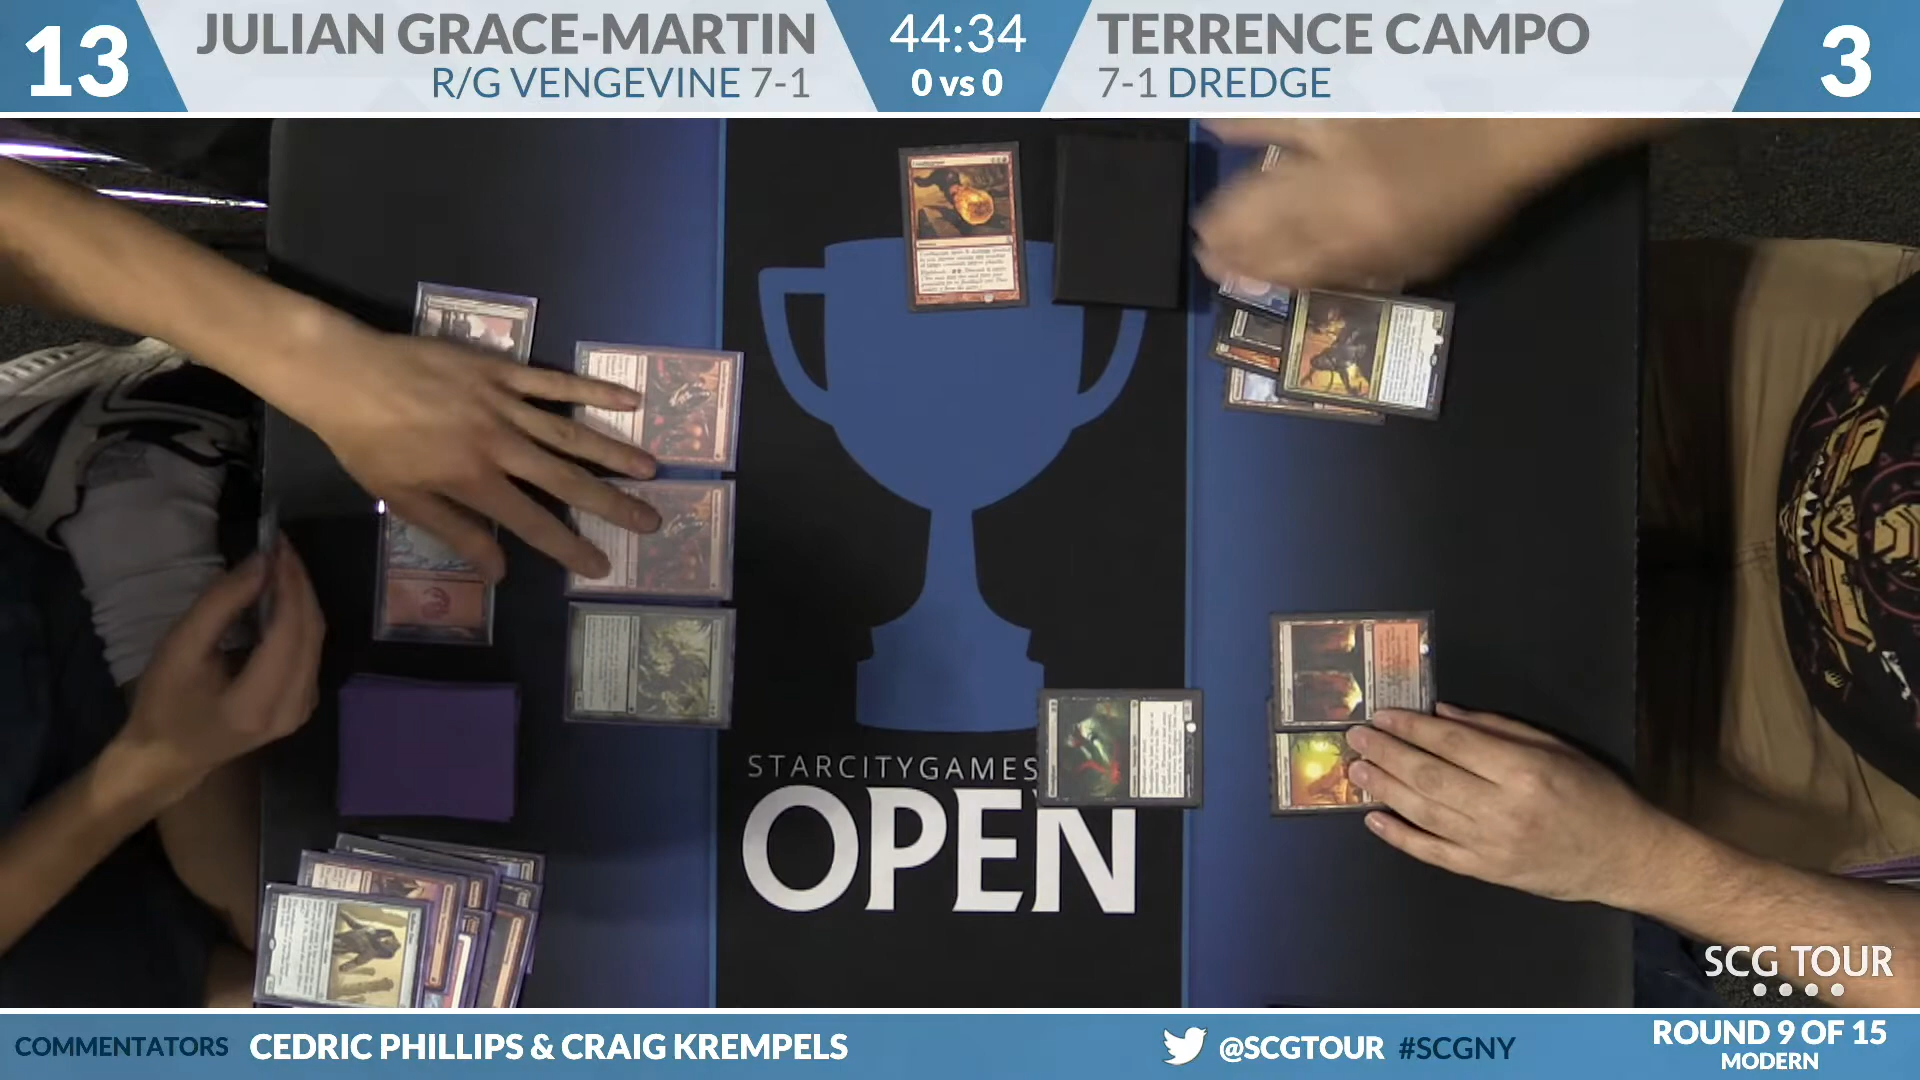 13
JULIAN GRACE-MARTIN
R/G VENGEVINE 7-1
44:34
0 vs 0
TERRENCE CAMPO
7-1 DREDGE
3
STARCITYGAMES
OPEN
SCG TOUR
COMMENTATORS CEDRIC PHILLIPS & CRAIG KREMPELS
@SCGTOUR #SCGNY
ROUND 9 OF 15
MODERN